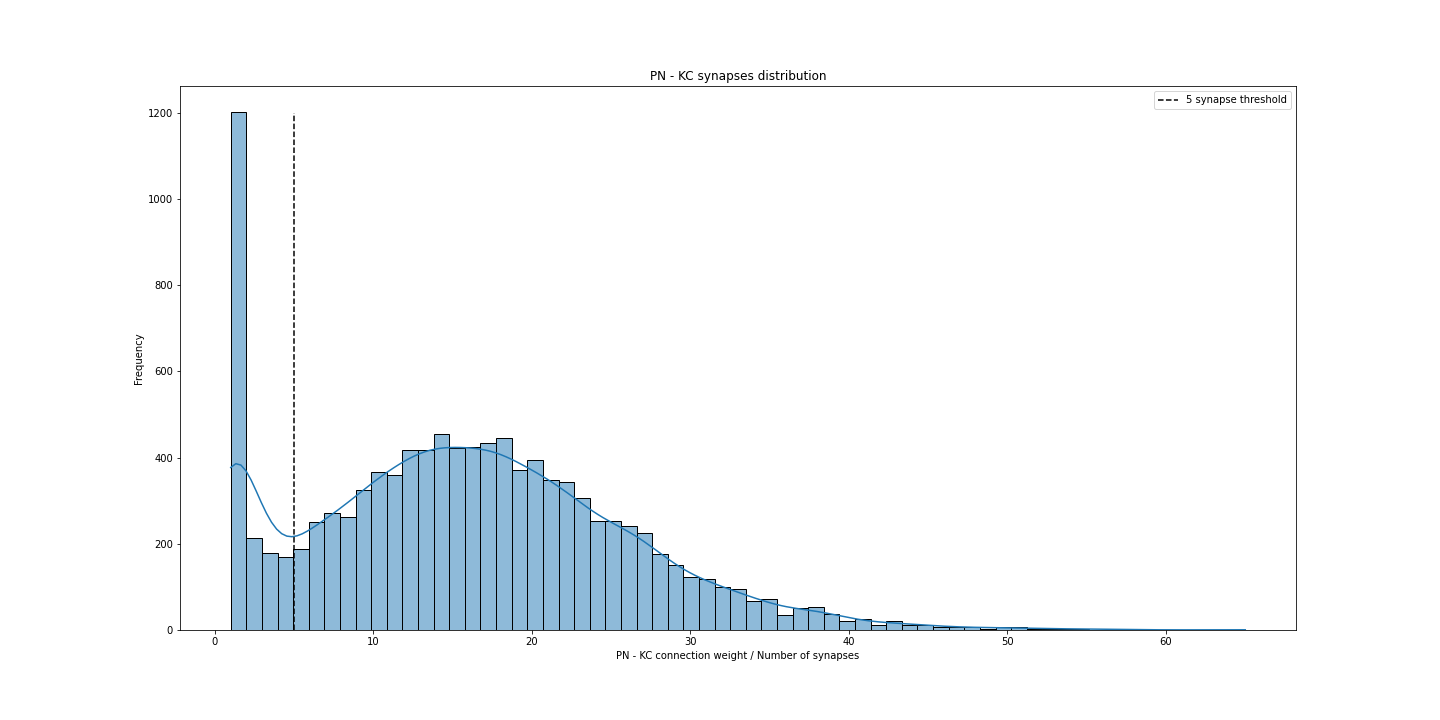 PN - KC synapses distribution
5 synapse threshold
1200
1000
800
600
400
200
0
Frequency
0 10 20 30 40 50 60
PN - KC connection weight / Number of synapses